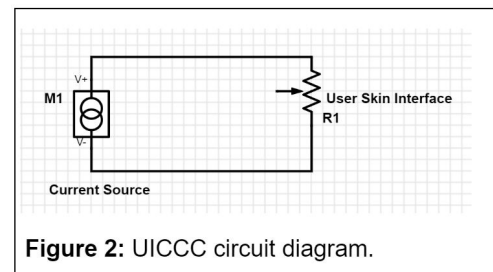 V+
M1
User Skin Interface
R1
V-
Current Source
Figure 2: UICCC circuit diagram.